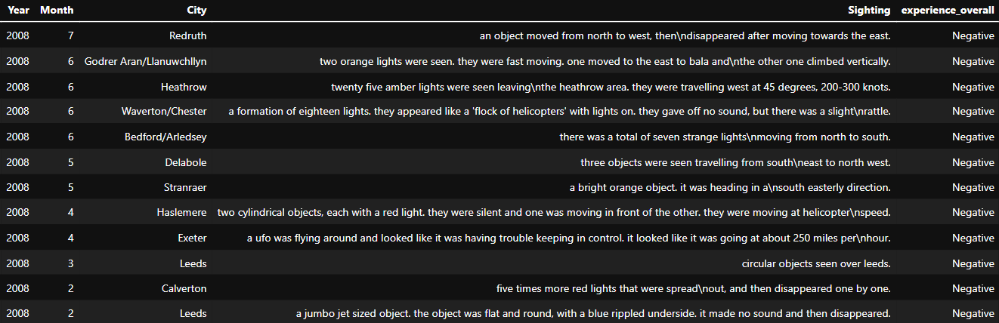 Year Month City Sighting experience_overall
2008 7 Redruth an object moved from north to west, then\ndisappeared after moving towards the east. Negative
2008 6 Godrer Aran/Llanuwchllyn two orange lights were seen. they were fast moving. one moved to the east to bala and\nthe other one climbed vertically. Negative
2008 6 Heathrow twenty five amber lights were seen leaving\nthe heathrow area. they were travelling west at 45 degrees, 200-300 knots. Negative
2008 6 Waverton/Chester a formation of eighteen lights. they appeared like a 'flock of helicopters' with lights on. they gave off no sound, but there was a slight\nrattle. Negative
2008 6 Bedford/Arledsey there was a total of seven strange lights\nmoving from north to south. Negative
2008 5 Delabole three objects were seen travelling from south\neast to north west. Negative
2008 5 Stranraer a bright orange object. it was heading in a\nsouth easterly direction. Negative
2008 4 Haslemere two cylindrical objects, each with a red light. they were silent and one was moving in front of the other. they were moving at helicopter\nspeed. Negative
2008 4 Exeter a ufo was flying around and looked like it was having trouble keeping in control. it looked like it was going at about 250 miles per\nhour. Negative
2008 3 Leeds circular objects seen over leeds. Negative
2008 2 Calverton five times more red lights that were spread\nout, and then disappeared one by one. Negative
2008 2 Leeds a jumbo jet sized object. the object was flat and round, with a blue rippled underside. it made no sound and then disappeared. Negative